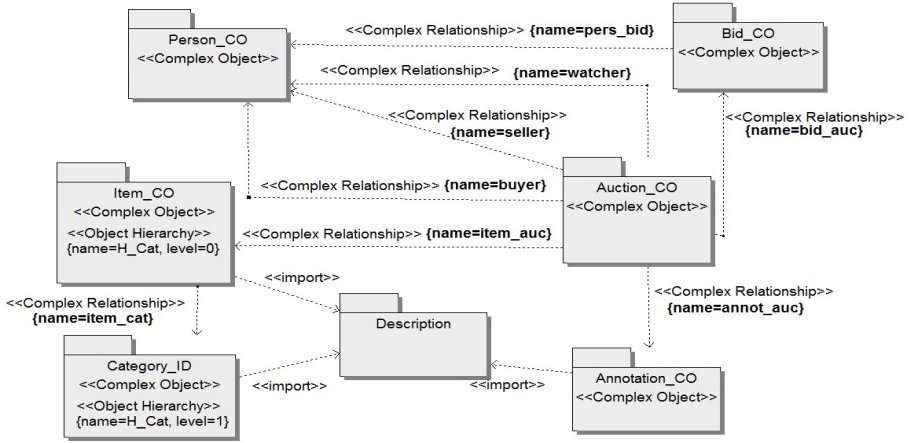 Person_CO
<<Complex Object>>
<<Complex Relationship>> {name=pers_bid}
Bid_CO
<<Complex Object>>
<<Complex Relationship>> {name=watcher}
<<Complex Relationship>>
{name=seller}
<<Complex Relationship>>
{name=bid_auc}
Item_CO
<<Complex Object>>
<<Object Hierarchy>>
{name=H_Cat, level=0}
<<Complex Relationship>> {name=buyer}
Auction_CO
<<Complex Object>>
<<Complex Relationship>> {name=item_auc}
<<import>>
<<Complex Relationship>>
{name=item_cat}
<<Complex Relationship>>
{name=annot_auc}
Description
Category_ID
<<Complex Object>>
<<Object Hierarchy>>
{name=H_Cat, level=1}
<<import>>
<<import>>
Annotation_CO
<<Complex Object>>